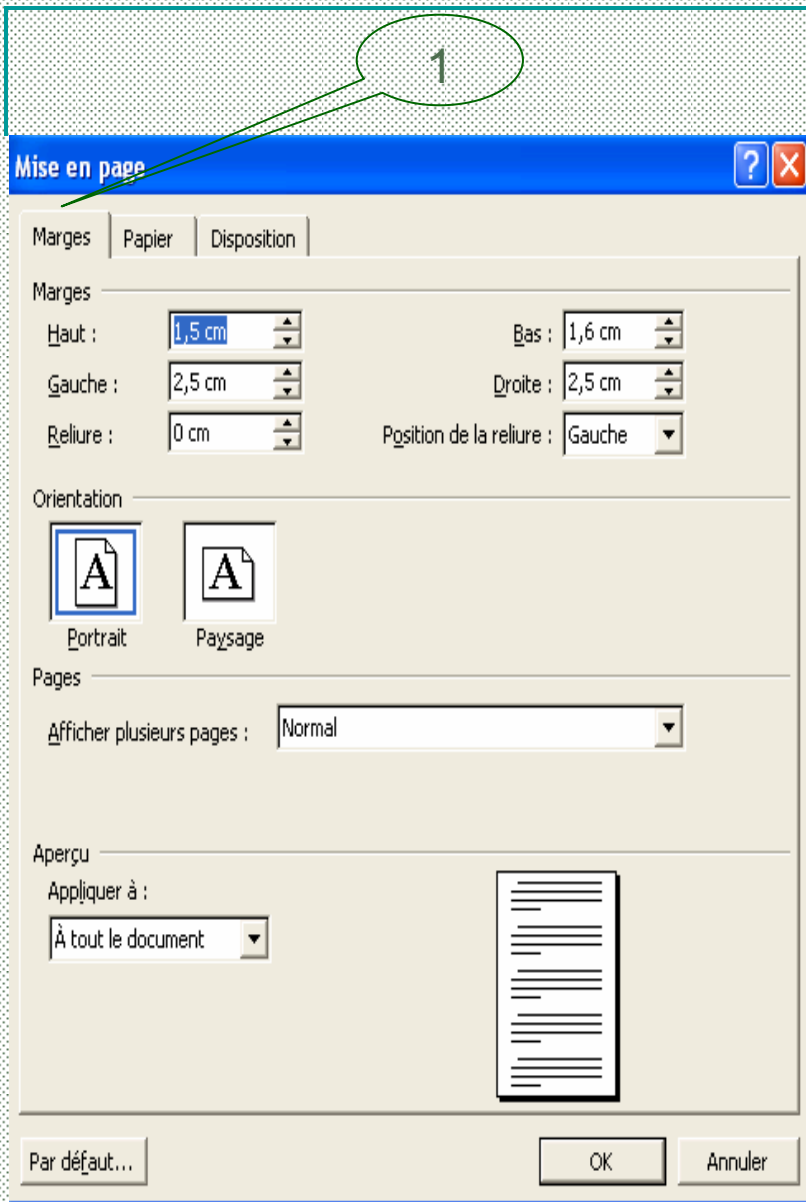 1
Mise en page
Marges Papier Disposition
Marges
Haut : 1,5 cm Bas : 1,6 cm
Gauche : 2,5 cm Droite : 2,5 cm
Reliure : 0 cm Position de la reliure : Gauche
Orientation
A A
Portrait Paysage
Pages
Afficher plusieurs pages : Normal
Aperçu
Appliquer à :
À tout le document
Par défaut... OK Annuler